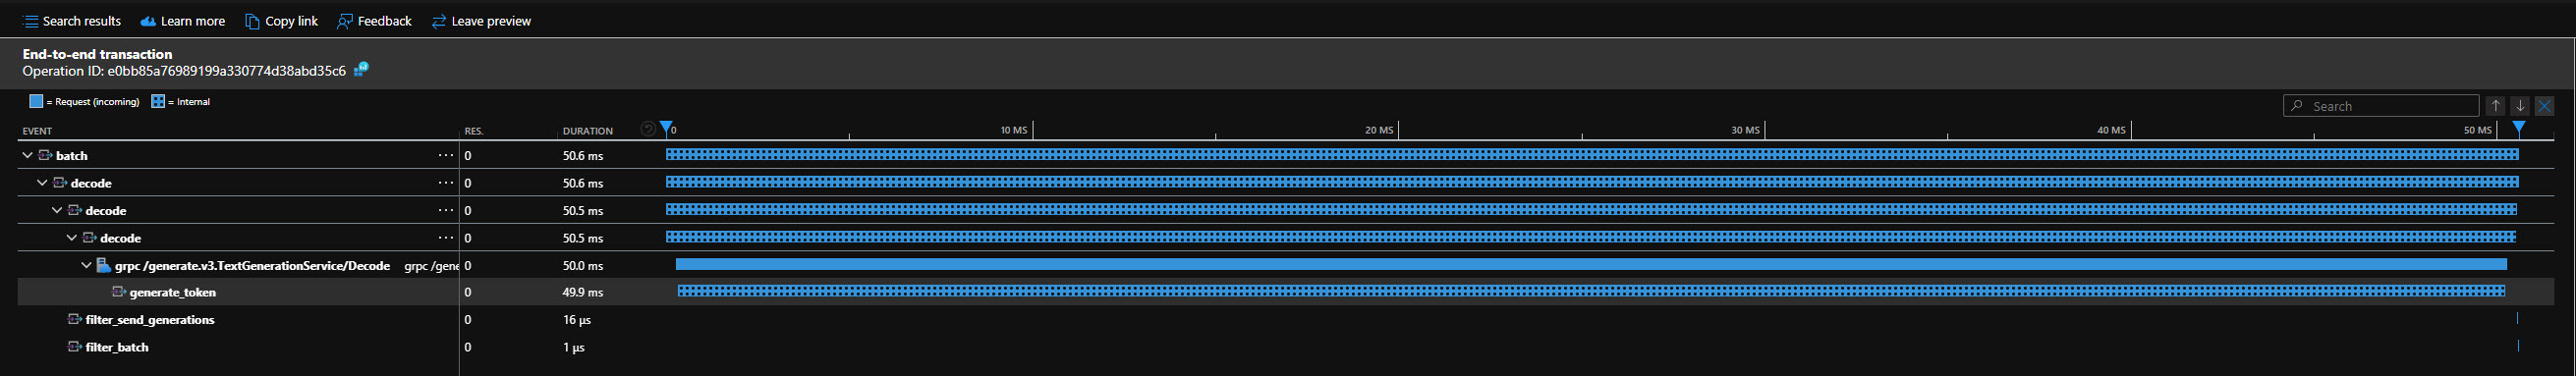 Search results Learn more Copy link Feedback Leave preview
End-to-end transaction
Operation ID: e0bb85a76989199a330774d38abd35c6
= Request (incoming) = Internal
Search
EVENT RES. DURATION 0 10 MS 20 MS 30 MS 40 MS 50 MS
batch ... 0 50.6 ms
decode ... 0 50.6 ms
decode ... 0 50.5 ms
decode ... 0 50.5 ms
grpc /generate.v3.TextGenerationService/Decode grpc /gene 0 50.0 ms
generate_token 0 49.9 ms
filter_send_generations 0 16 µs
filter_batch 0 1 µs